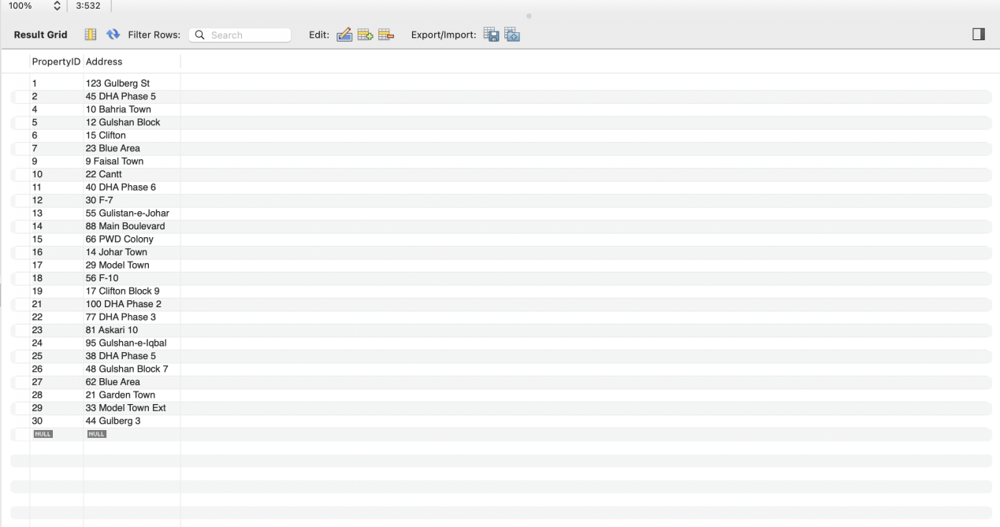 100% 3:532
Result Grid Filter Rows: Search Edit: Export/Import:
PropertyID Address
1 123 Gulberg St
2 45 DHA Phase 5
4 10 Bahria Town
5 12 Gulshan Block
6 15 Clifton
7 23 Blue Area
9 9 Faisal Town
10 22 Cantt
11 40 DHA Phase 6
12 30 F-7
13 55 Gulistan-e-Johar
14 88 Main Boulevard
15 66 PWD Colony
16 14 Johar Town
17 29 Model Town
18 56 F-10
19 17 Clifton Block 9
21 100 DHA Phase 2
22 77 DHA Phase 3
23 81 Askari 10
24 95 Gulshan-e-Iqbal
25 38 DHA Phase 5
26 48 Gulshan Block 7
27 62 Blue Area
28 21 Garden Town
29 33 Model Town Ext
30 44 Gulberg 3
NULL NULL